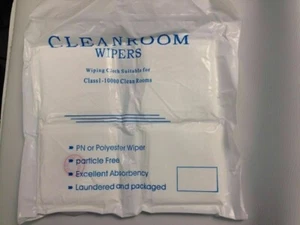 CLEANROOM
WIPERS
Wiping Cloth Suitable for
Class1-10000 Clean Rooms
PN or Polyester Wiper
particle Free
Excellent Absorbency
Laundered and packaged